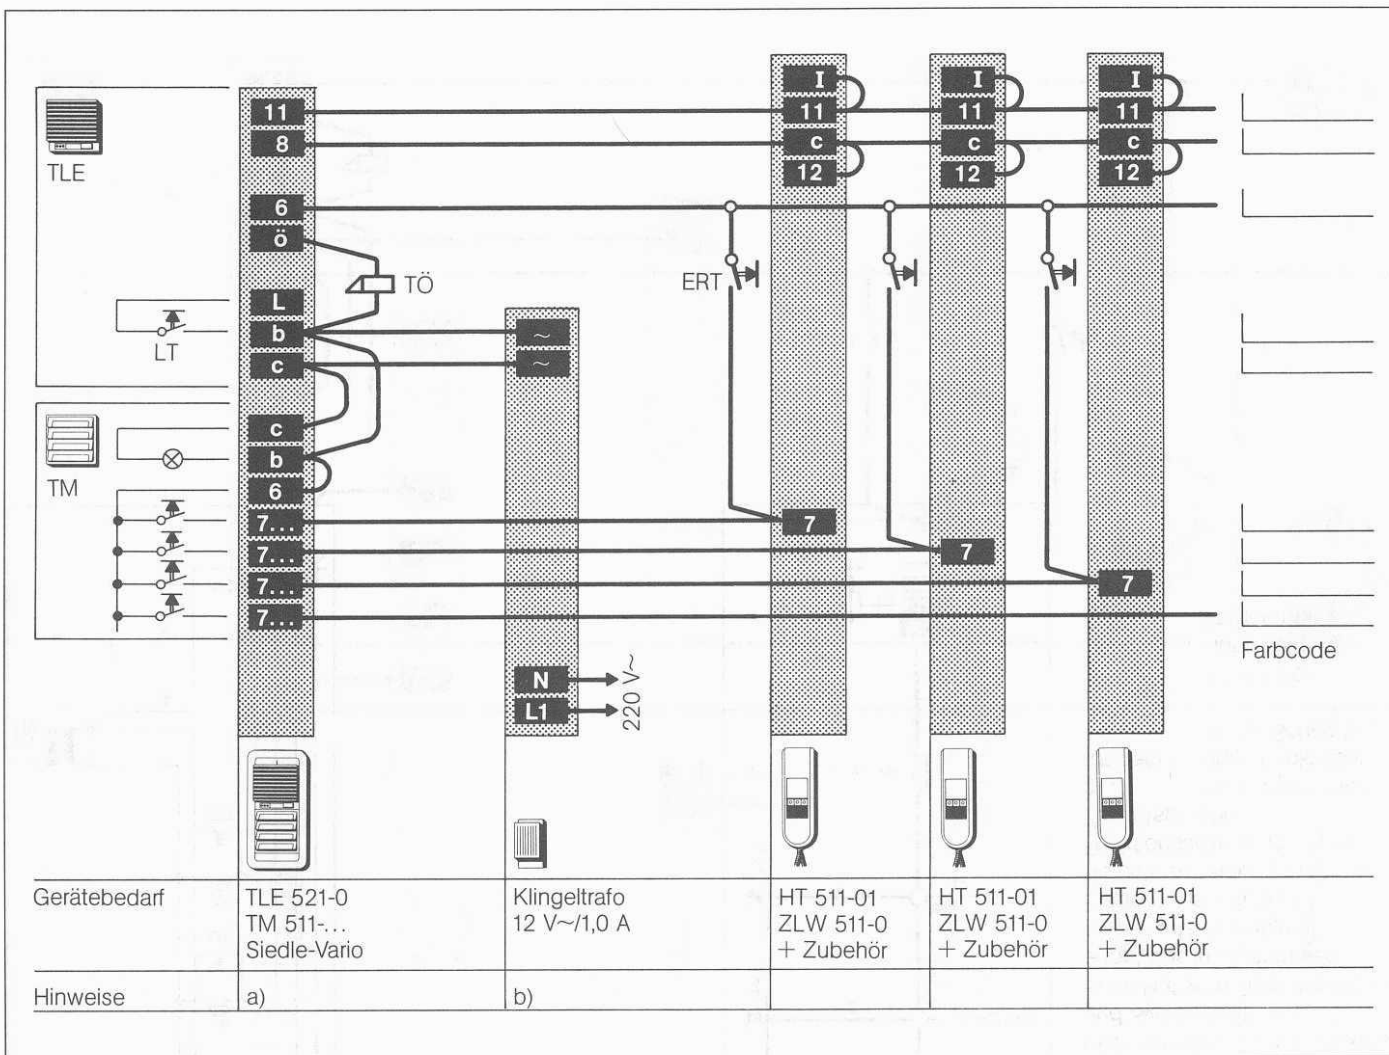 TLE
LT
TM
11
8
6
ö
L
b
c
c
b
6
7...
7...
7...
7...
TÖ
~
~
N
L1
220 V~
ERT
I
11
c
12
7
I
11
c
12
7
I
11
c
12
7
Farbcode
Gerätebedarf
TLE 521-0
TM 511-...
Siedle-Vario
Klingeltrafo
12 V~/1,0 A
HT 511-01
ZLW 511-0
+ Zubehör
HT 511-01
ZLW 511-0
+ Zubehör
HT 511-01
ZLW 511-0
+ Zubehör
Hinweise
a)
b)